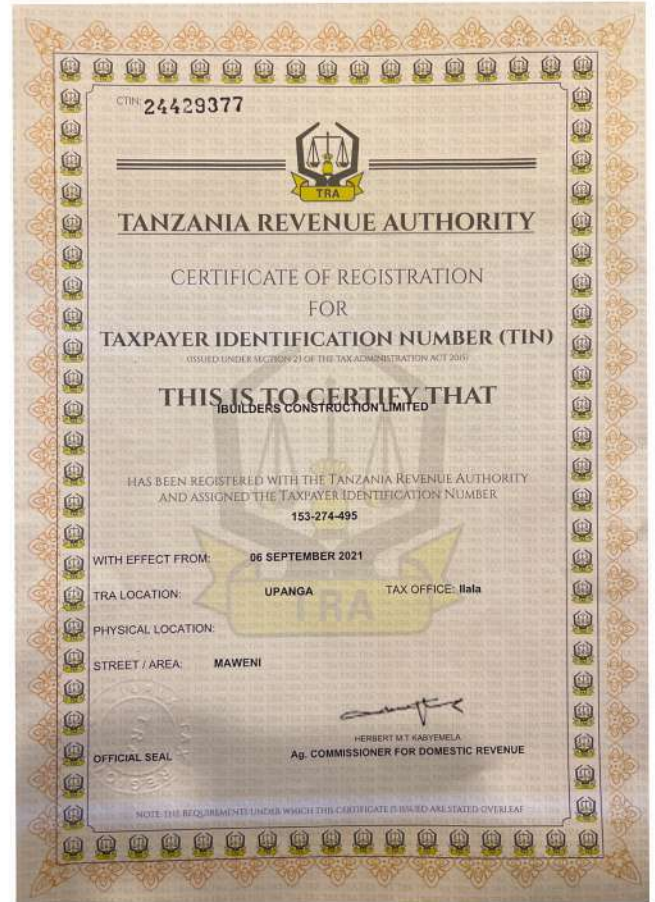 CTIN: 24429377
TRA
TANZANIA REVENUE AUTHORITY
CERTIFICATE OF REGISTRATION
FOR
TAXPAYER IDENTIFICATION NUMBER (TIN)
(ISSUED UNDER SECTION 23 OF THE TAX ADMINISTRATION ACT 2015)
THIS IS TO CERTIFY THAT
IBUILDERS CONSTRUCTION LIMITED
HAS BEEN REGISTERED WITH THE TANZANIA REVENUE AUTHORITY
AND ASSIGNED THE TAXPAYER IDENTIFICATION NUMBER
153-274-495
WITH EFFECT FROM: 06 SEPTEMBER 2021
TRA LOCATION: UPANGA TAX OFFICE: Ilala
TRA
PHYSICAL LOCATION:
STREET / AREA: MAWENI
HERBERT M.T KABYEMELA
OFFICIAL SEAL Ag. COMMISSIONER FOR DOMESTIC REVENUE
NOTE: THE REQUIREMENTS UNDER WHICH THIS CARTIFICATE IS ISSUED ARE STATED OVERLEAF